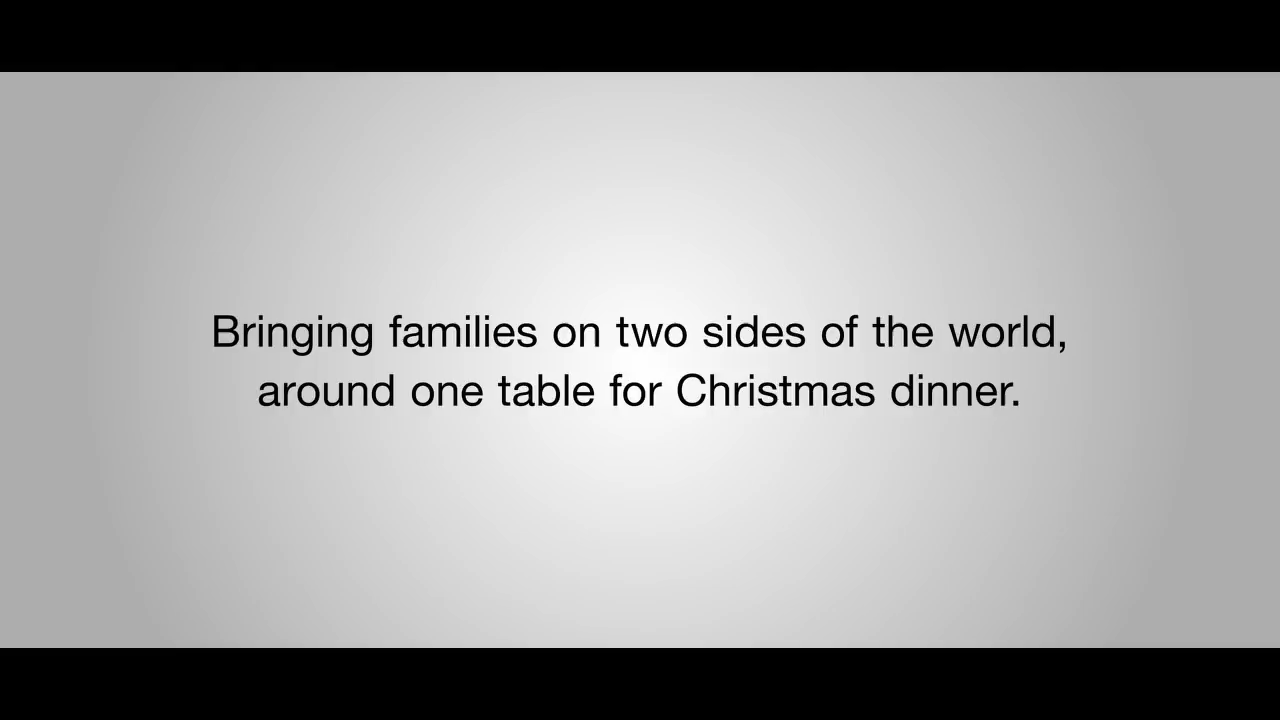 Bringing families on two sides of the world,
around one table for Christmas dinner.